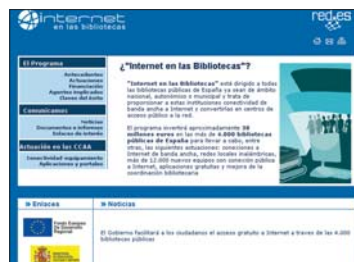 internet
en las bibliotecas
red.es
El Programa
Antecedentes
Actuaciones
Financiación
Agentes implicados
Claves del éxito
Comunicamos
Noticias
Documentos e informes
Enlaces de interés
Actuación en las CCAA
Conectividad-equipamiento
Aplicaciones y portales
¿"Internet en las Bibliotecas"?
"Internet en las Bibliotecas" está dirigido a todas
las bibliotecas públicas de España ya sean de ámbito
nacional, autonómico o municipal y trata de
proporcionar a estas instituciones conectividad de
banda ancha a Internet y convertirlas en centros de
acceso público a la red.
El programa invertirá aproximadamente
millones euros en las más de 4.000 bibliotecas
públicas de España para llevar a cabo, entre
otras, las siguientes actuaciones: conexiones a
Internet de banda ancha, redes locales inalámbricas,
más de 12.000 nuevos equipos con conexión pública
a Internet, aplicaciones gratuitas y mejora de la
coordinación bibliotecaria
Enlaces
Noticias
Fondo Europeo
de Desarrollo
Regional
El Gobierno facilitará a los ciudadanos el acceso gratuito a Internet a traves de las 4.000
bibliotecas públicas